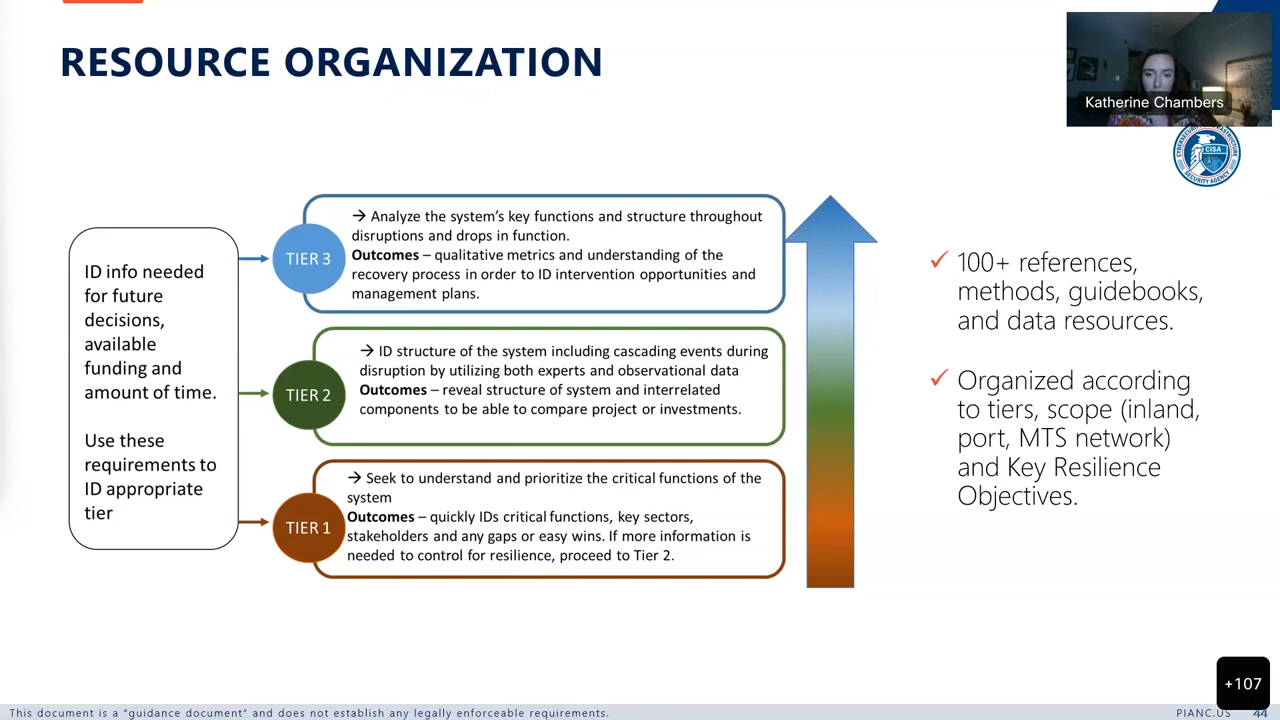 RESOURCE ORGANIZATION
Katherine Chambers
CISA
ID info needed
for future
decisions,
available
funding and
amount of time.
Use these
requirements to
ID appropriate
tier
TIER 3
→ Analyze the system's key functions and structure throughout
disruptions and drops in function.
Outcomes – qualitative metrics and understanding of the
recovery process in order to ID intervention opportunities and
management plans.
TIER 2
→ ID structure of the system including cascading events during
disruption by utilizing both experts and observational data
Outcomes – reveal structure of system and interrelated
components to be able to compare project or investments.
TIER 1
→ Seek to understand and prioritize the critical functions of the
system
Outcomes – quickly IDs critical functions, key sectors,
stakeholders and any gaps or easy wins. If more information is
needed to control for resilience, proceed to Tier 2.
✓ 100+ references,
methods, guidebooks,
and data resources.
✓ Organized according
to tiers, scope (inland,
port, MTS network)
and Key Resilience
Objectives.
+107
This document is a "guidance document" and does not establish any legally enforceable requirements.
PIANC.US 44